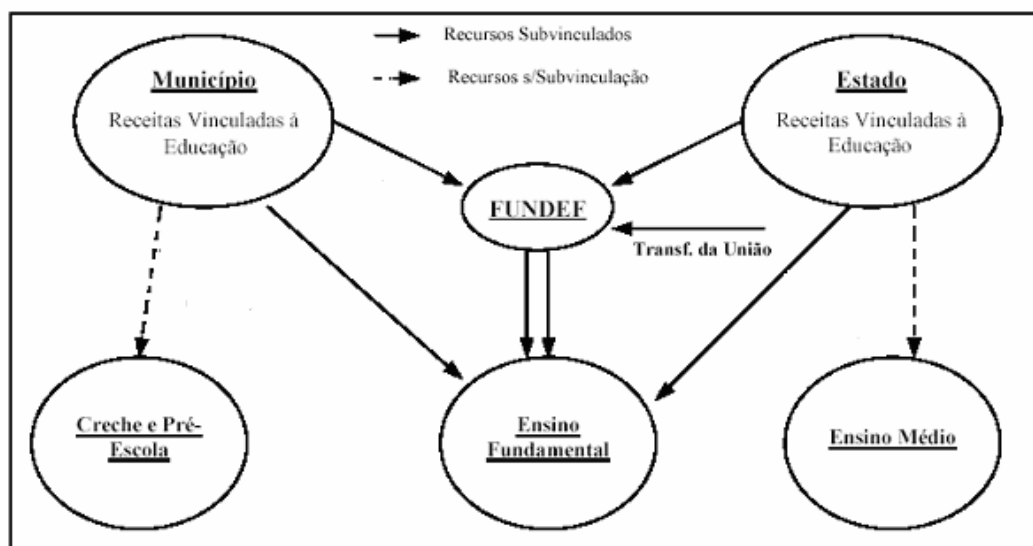 Recursos Subvinculados
Recursos s/Subvinculação
Município
Receitas Vinculadas à
Educação
Estado
Receitas Vinculadas à
Educação
FUNDEF
Transf. da União
Creche e Pré-
Escola
Ensino
Fundamental
Ensino Médio